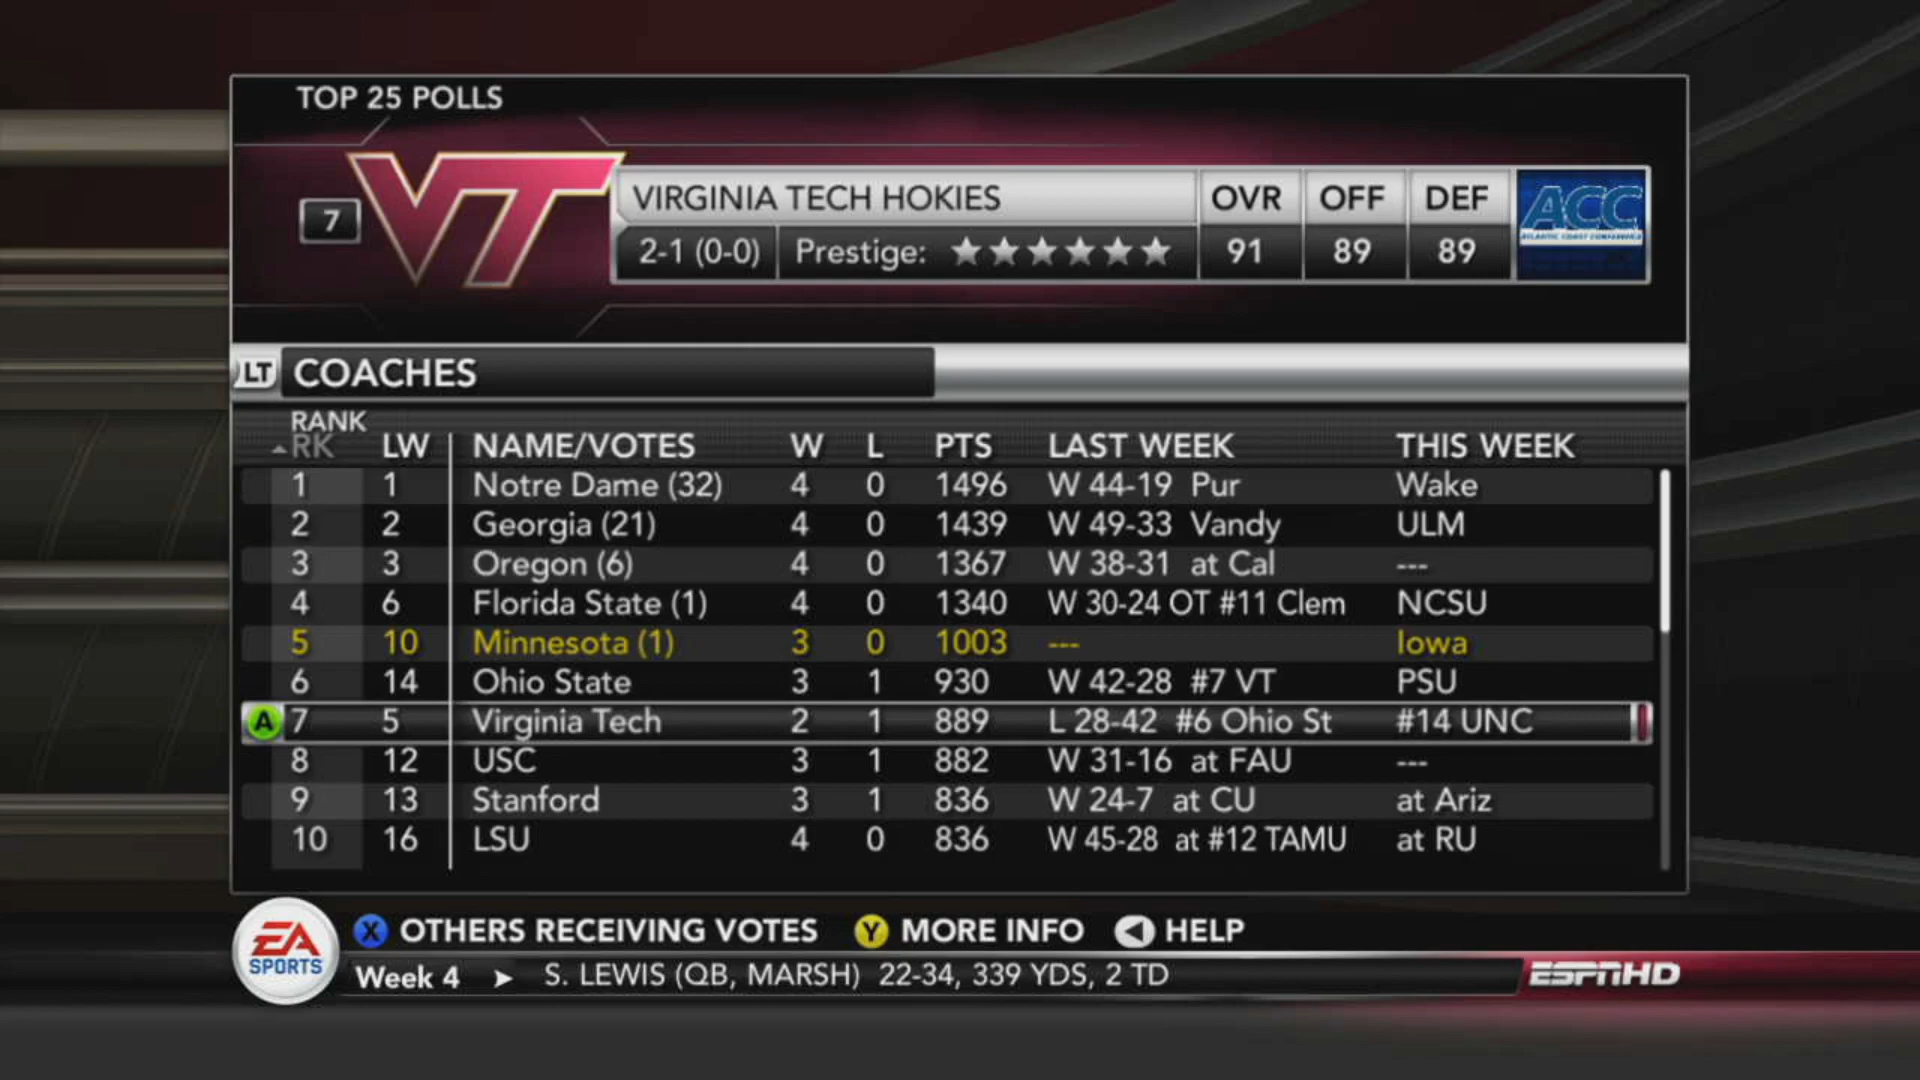 TOP 25 POLLS
7 VT VIRGINIA TECH HOKIES OVR OFF DEF ACC
2-1 (0-0) Prestige: 91 89 89
LT COACHES
RANK
RK LW NAME/VOTES W L PTS LAST WEEK THIS WEEK
1 1 Notre Dame (32) 4 0 1496 W 44-19 Pur Wake
2 2 Georgia (21) 4 0 1439 W 49-33 Vandy ULM
3 3 Oregon (6) 4 0 1367 W 38-31 at Cal ---
4 6 Florida State (1) 4 0 1340 W 30-24 OT #11 Clem NCSU
5 10 Minnesota (1) 3 0 1003 --- Iowa
6 14 Ohio State 3 1 930 W 42-28 #7 VT PSU
A 7 5 Virginia Tech 2 1 889 L 28-42 #6 Ohio St #14 UNC
8 12 USC 3 1 882 W 31-16 at FAU ---
9 13 Stanford 3 1 836 W 24-7 at CU at Ariz
10 16 LSU 4 0 836 W 45-28 at #12 TAMU at RU
EA SPORTS
X OTHERS RECEIVING VOTES Y MORE INFO HELP
Week 4 S. LEWIS (QB, MARSH) 22-34, 339 YDS, 2 TD ESPN HD